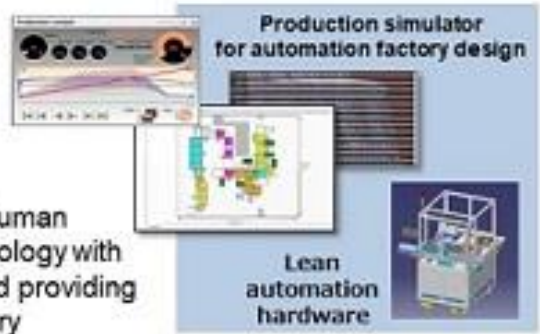 Production simulator
for automation factory design
uman
ology with
d providing
ry
Lean
automation
hardware